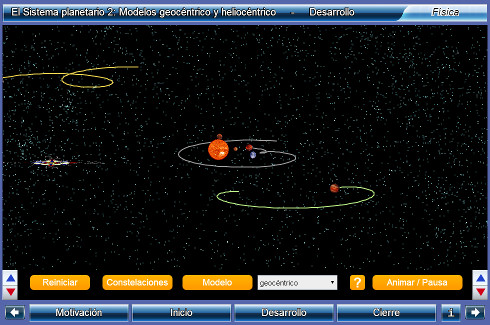 El Sistema planetario 2: Modelos geocéntrico y heliocéntrico - Desarrollo Física
Reiniciar Constelaciones Modelo geocéntrico ? Animar / Pausa
Motivación Inicio Desarrollo Cierre i